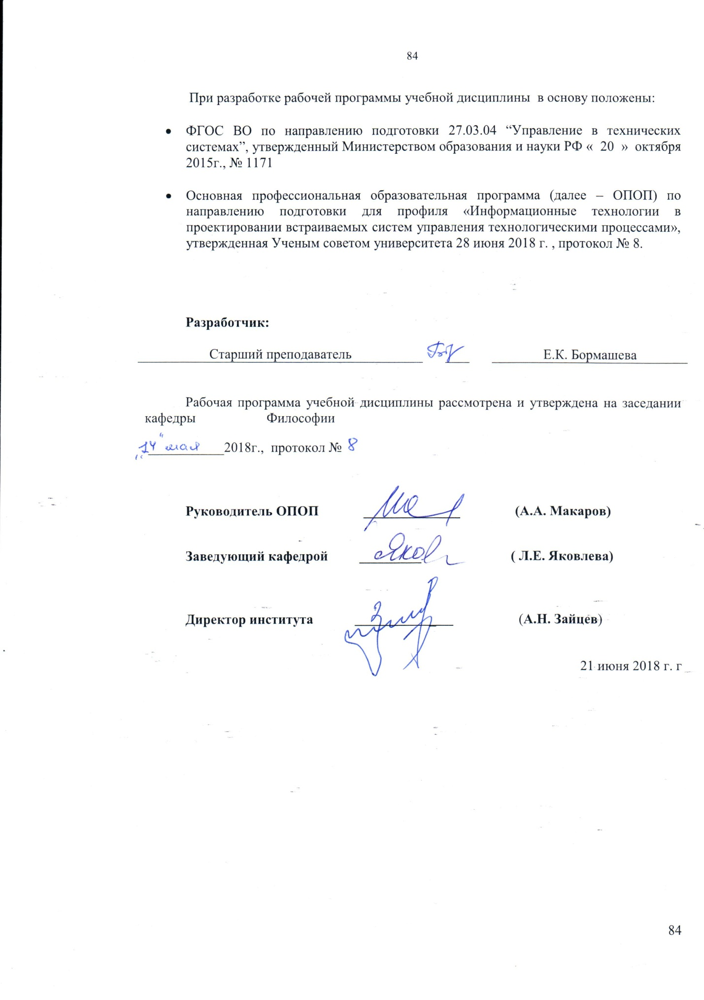 84
При разработке рабочей программы учебной дисциплины в основу положены:
• ФГОС ВО по направлению подготовки 27.03.04 “Управление в технических
системах”, утвержденный Министерством образования и науки РФ « 20 » октября
2015г., № 1171
• Основная профессиональная образовательная программа (далее – ОПОП) по
направлению подготовки для профиля «Информационные технологии в
проектировании встраиваемых систем управления технологическими процессами»,
утвержденная Ученым советом университета 28 июня 2018 г. , протокол № 8.
Разработчик:
Старший преподаватель Е.К. Бормашева
Рабочая программа учебной дисциплины рассмотрена и утверждена на заседании
кафедры Философии
„14“ мая 2018г., протокол № 8
Руководитель ОПОП (А.А. Макаров)
Заведующий кафедрой ( Л.Е. Яковлева)
Директор института (А.Н. Зайцев)
21 июня 2018 г. г
84